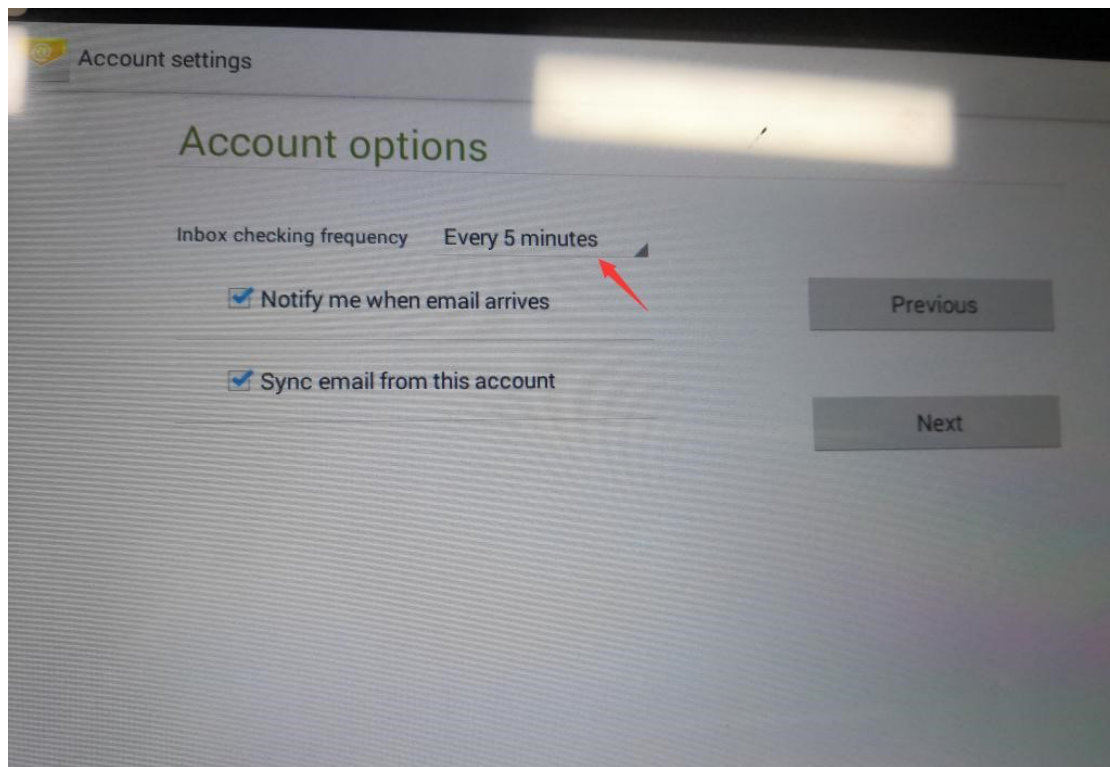 Account settings
Account options
Inbox checking frequency Every 5 minutes
Notify me when email arrives
Previous
Sync email from this account
Next